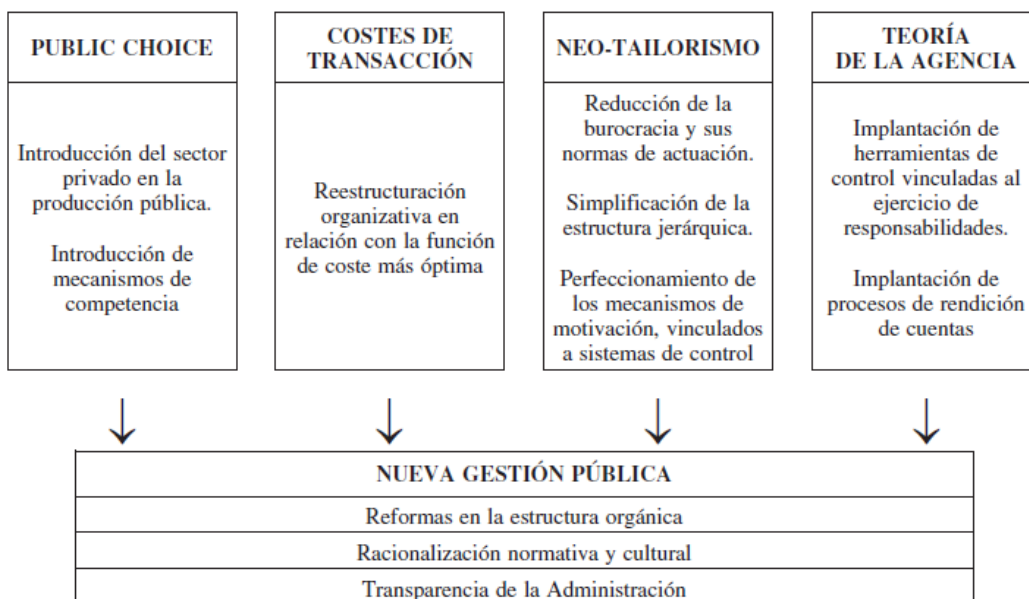 PUBLIC CHOICE
Introducción del sector
privado en la
producción pública.
Introducción de
mecanismos de
competencia
COSTES DE
TRANSACCIÓN
Reestructuración
organizativa en
relación con la función
de coste más óptima
NEO-TAILORISMO
Reducción de la
burocracia y sus
normas de actuación.
Simplificación de la
estructura jerárquica.
Perfeccionamiento de
los mecanismos de
motivación, vinculados
a sistemas de control
TEORÍA
DE LA AGENCIA
Implantación de
herramientas de
control vinculadas al
ejercicio de
responsabilidades.
Implantación de
procesos de rendición
de cuentas
NUEVA GESTIÓN PÚBLICA
Reformas en la estructura orgánica
Racionalización normativa y cultural
Transparencia de la Administración